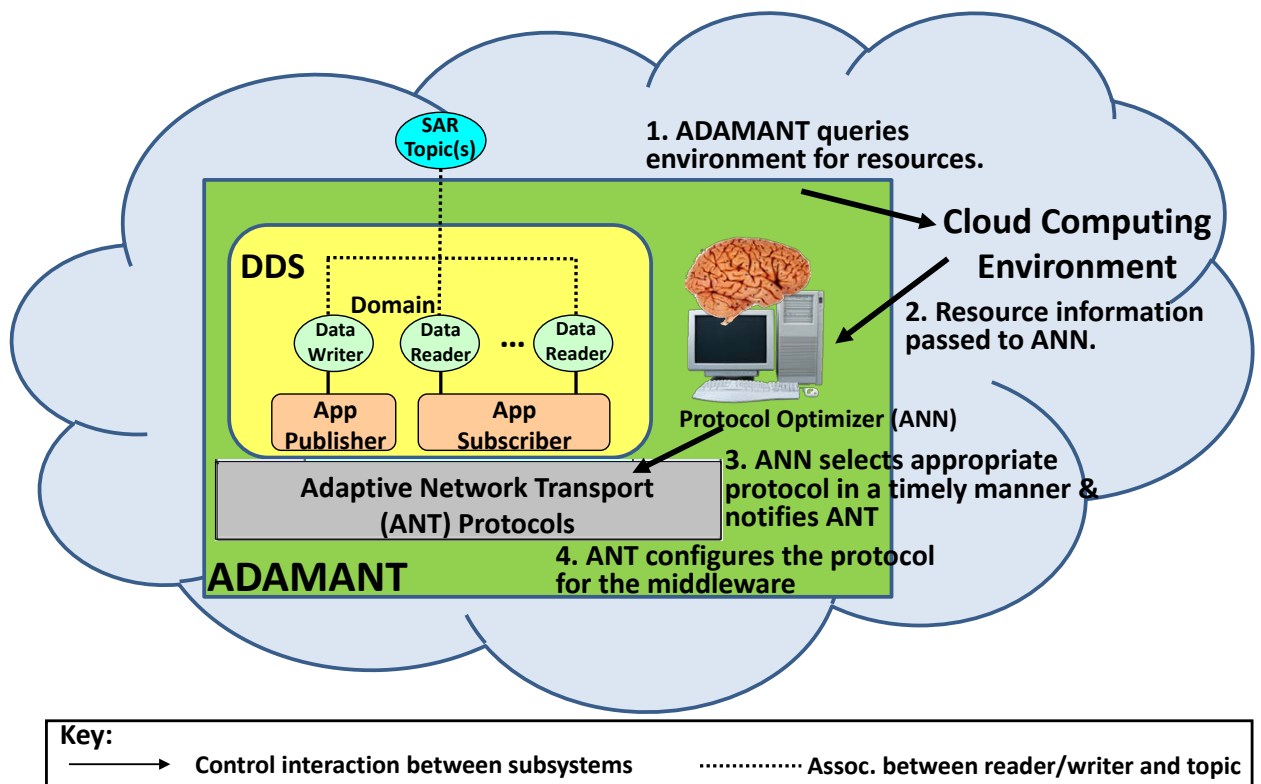 SAR
Topic(s)
1. ADAMANT queries
environment for resources.
Cloud Computing
Environment
2. Resource information
passed to ANN.
DDS
Domain
Data
Writer
Data
Reader
...
Data
Reader
App
Publisher
App
Subscriber
Protocol Optimizer (ANN)
3. ANN selects appropriate
protocol in a timely manner &
notifies ANT
Adaptive Network Transport
(ANT) Protocols
4. ANT configures the protocol
for the middleware
ADAMANT
Key:
Control interaction between subsystems
Assoc. between reader/writer and topic